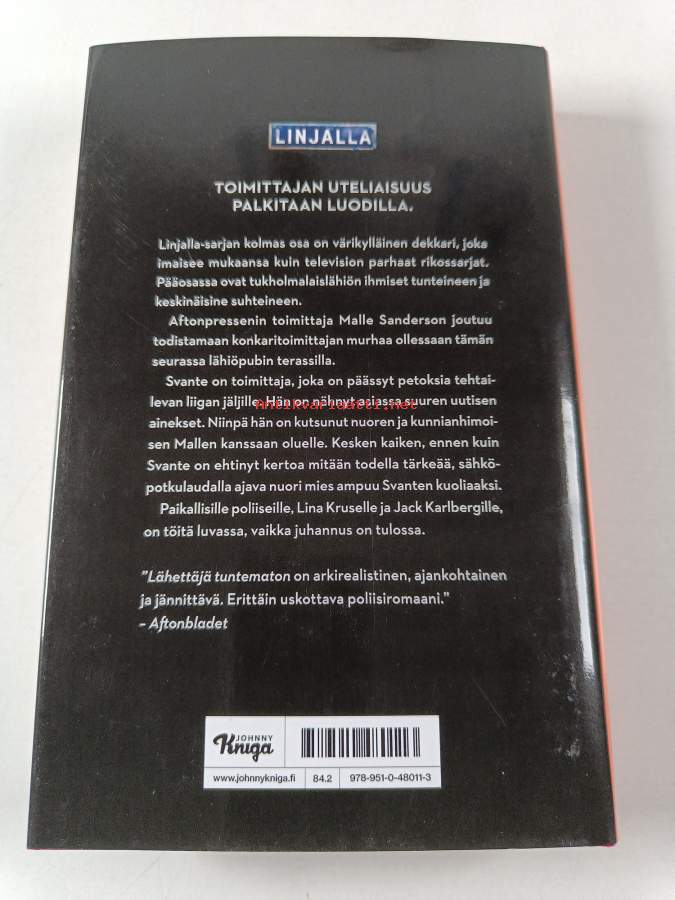 LINJALLA
TOIMITTAJAN UTELIAISUUS
PALKITAAN LUODILLA.
Linjalla-sarjan kolmas osa on värikylläinen dekkari, joka
imaisee mukaansa kuin television parhaat rikossarjat.
Pääosassa ovat tukholmalaislähiön ihmiset tunteineen ja
keskinäisine suhteineen.
Aftonpressenin toimittaja Malle Sanderson joutuu
todistamaan konkaritoimittajan murhaa ollessaan tämän
seurassa lähiöpubin terassilla.
Svante on toimittaja, joka on päässyt petoksia tehtai-
levan liigan jäljille. Hän on nähnyt asiassa suuren uutisen
Antikvariaatti.net
ainekset. Niinpä hän on kutsunut nuoren ja kunnianhimoi-
sen Mallen kanssaan oluelle. Kesken kaiken, ennen kuin
Svante on ehtinyt kertoa mitään todella tärkeää, sähkö-
potkulaudalla ajava nuori mies ampuu Svanten kuoliaaksi.
Paikallisille poliiseille, Lina Kruselle ja Jack Karlbergille,
on töitä luvassa, vaikka juhannus on tulossa.
"Lähettäjä tuntematon on arkirealistinen, ajankohtainen
ja jännittävä. Erittäin uskottava poliisiromaani."
– Aftonbladet
JOHNNY
Kniga
www.johnnykniga.fi
84.2
978-951-0-48011-3